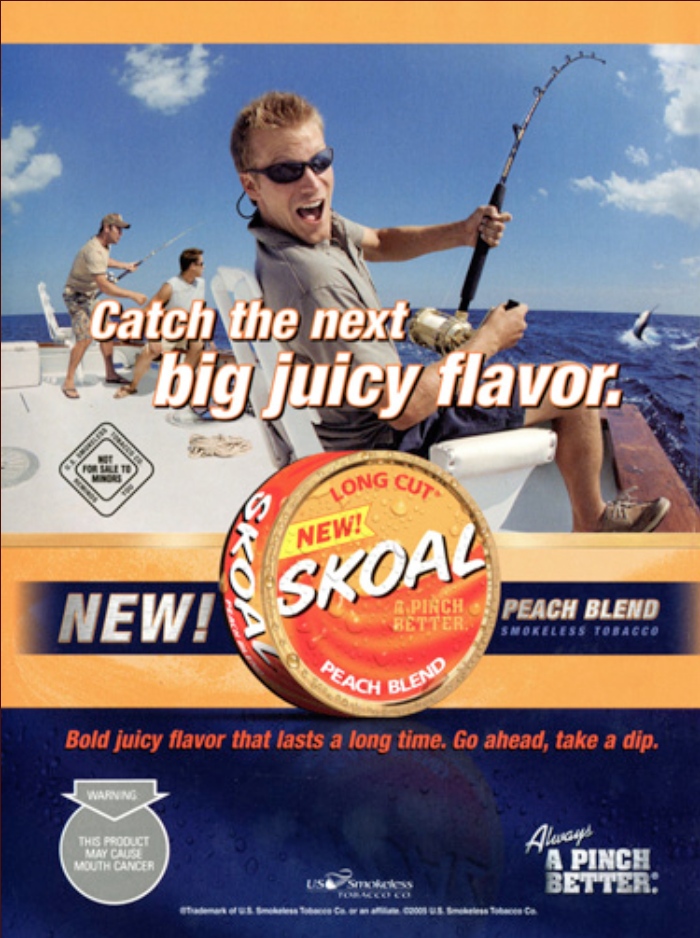 Catch the next
big juicy flavor.
U.S. SMOKELESS TOBACCO CO.
NOT
FOR SALE TO
MINORS
REMINDS YOU
LONG CUT®
NEW!
SKOAL
A PINCH
BETTER.
PEACH BLEND
SKOAL
NEW!
PEACH BLEND
SMOKELESS TOBACCO
Bold juicy flavor that lasts a long time. Go ahead, take a dip.
WARNING
THIS PRODUCT
MAY CAUSE
MOUTH CANCER
Always
A PINCH
BETTER.®
US Smokeless
TOBACCO CO
®Trademark of U.S. Smokeless Tobacco Co. or an affiliate. ©2005 U.S. Smokeless Tobacco Co.